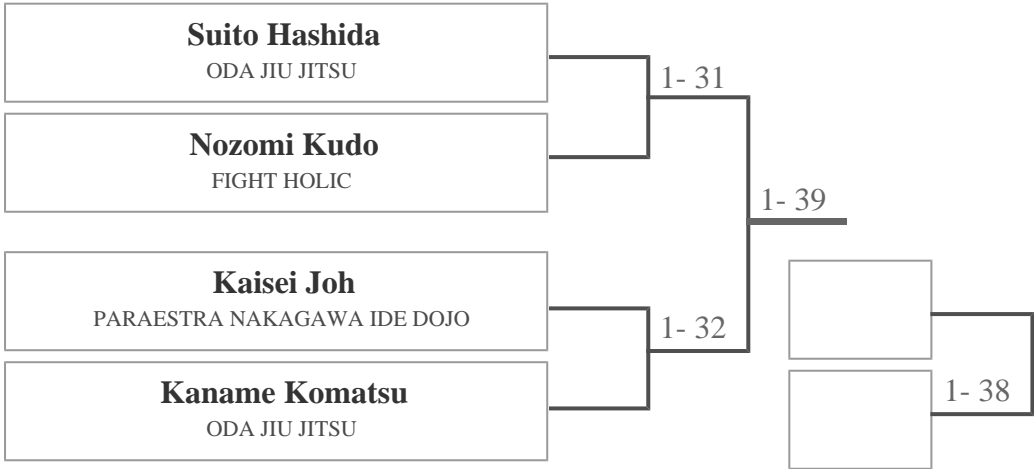 Suito Hashida
ODA JIU JITSU
1- 31
Nozomi Kudo
FIGHT HOLIC
1- 39
Kaisei Joh
PARAESTRA NAKAGAWA IDE DOJO
1- 32
Kaname Komatsu
ODA JIU JITSU
1- 38